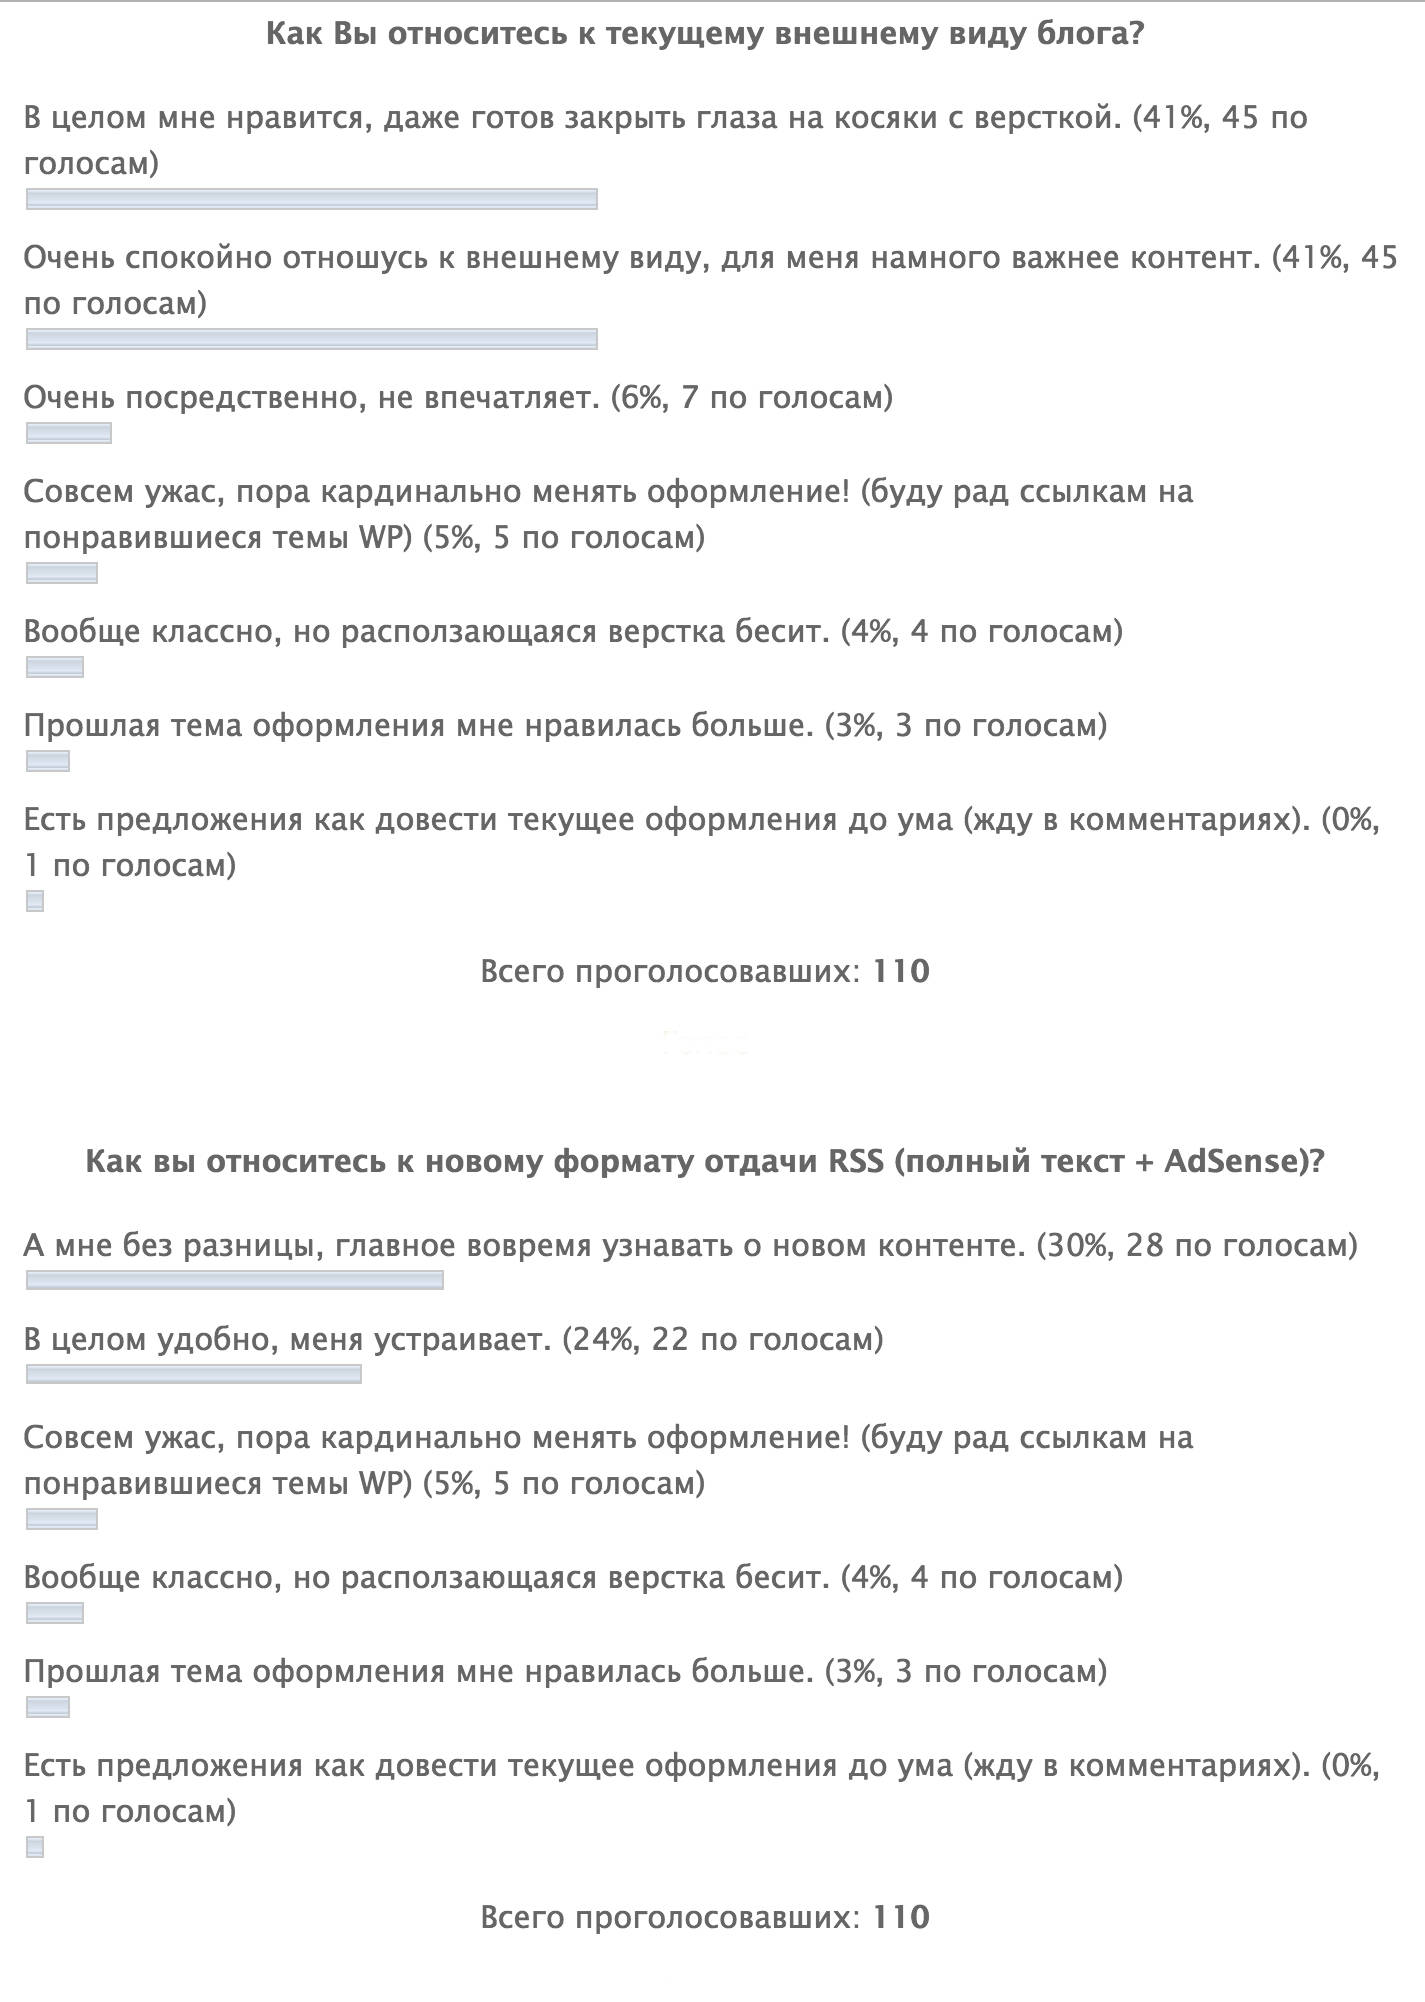 Как Вы относитесь к текущему внешнему виду блога?
В целом мне нравится, даже готов закрыть глаза на косяки с версткой. (41%, 45 по
голосам)
Очень спокойно отношусь к внешнему виду, для меня намного важнее контент. (41%, 45
по голосам)
Очень посредственно, не впечатляет. (6%, 7 по голосам)
Совсем ужас, пора кардинально менять оформление! (буду рад ссылкам на
понравившиеся темы WP) (5%, 5 по голосам)
Вообще классно, но расползающаяся верстка бесит. (4%, 4 по голосам)
Прошлая тема оформления мне нравилась больше. (3%, 3 по голосам)
Есть предложения как довести текущее оформления до ума (жду в комментариях). (0%,
1 по голосам)
Всего проголосовавших: 110
Как вы относитесь к новому формату отдачи RSS (полный текст + AdSense)?
А мне без разницы, главное вовремя узнавать о новом контенте. (30%, 28 по голосам)
В целом удобно, меня устраивает. (24%, 22 по голосам)
Совсем ужас, пора кардинально менять оформление! (буду рад ссылкам на
понравившиеся темы WP) (5%, 5 по голосам)
Вообще классно, но расползающаяся верстка бесит. (4%, 4 по голосам)
Прошлая тема оформления мне нравилась больше. (3%, 3 по голосам)
Есть предложения как довести текущее оформления до ума (жду в комментариях). (0%,
1 по голосам)
Всего проголосовавших: 110